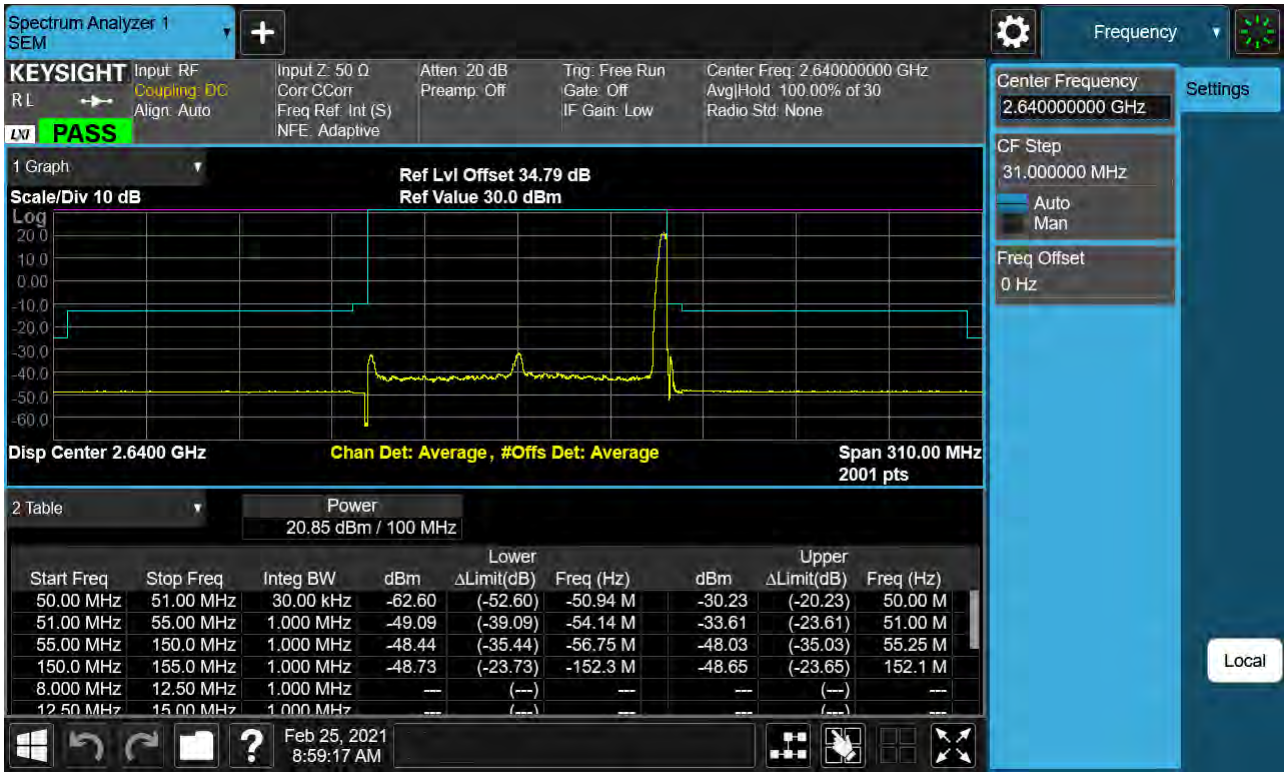 Spectrum Analyzer 1
SEM
Frequency
KEYSIGHT
R L
LXI
PASS
Input: RF
Coupling: DC
Align: Auto
Input Z: 50 Ω
Corr CCorr
Freq Ref: Int (S)
NFE: Adaptive
Atten: 20 dB
Preamp: Off
Trig: Free Run
Gate: Off
IF Gain: Low
Center Freq: 2.640000000 GHz
Avg|Hold: 100.00% of 30
Radio Std: None
Center Frequency
2.640000000 GHz
Settings
CF Step
31.000000 MHz
Auto
Man
Freq Offset
0 Hz
Local
1 Graph
Scale/Div 10 dB
Ref Lvl Offset 34.79 dB
Ref Value 30.0 dBm
Log
20.0
10.0
0.00
-10.0
-20.0
-30.0
-40.0
-50.0
-60.0
Disp Center 2.6400 GHz
Chan Det: Average, #Offs Det: Average
Span 310.00 MHz
2001 pts
2 Table
Power
20.85 dBm / 100 MHz
Lower Upper
Start Freq Stop Freq Integ BW dBm ΔLimit(dB) Freq (Hz) dBm ΔLimit(dB) Freq (Hz)
50.00 MHz 51.00 MHz 30.00 kHz -62.60 (-52.60) -50.94 M -30.23 (-20.23) 50.00 M
51.00 MHz 55.00 MHz 1.000 MHz -49.09 (-39.09) -54.14 M -33.61 (-23.61) 51.00 M
55.00 MHz 150.0 MHz 1.000 MHz -48.44 (-35.44) -56.75 M -48.03 (-35.03) 55.25 M
150.0 MHz 155.0 MHz 1.000 MHz -48.73 (-23.73) -152.3 M -48.65 (-23.65) 152.1 M
8.000 MHz 12.50 MHz 1.000 MHz --- (---) --- --- (---) ---
12.50 MHz 15.00 MHz 1.000 MHz --- (---) --- --- (---) ---
?
Feb 25, 2021
8:59:17 AM